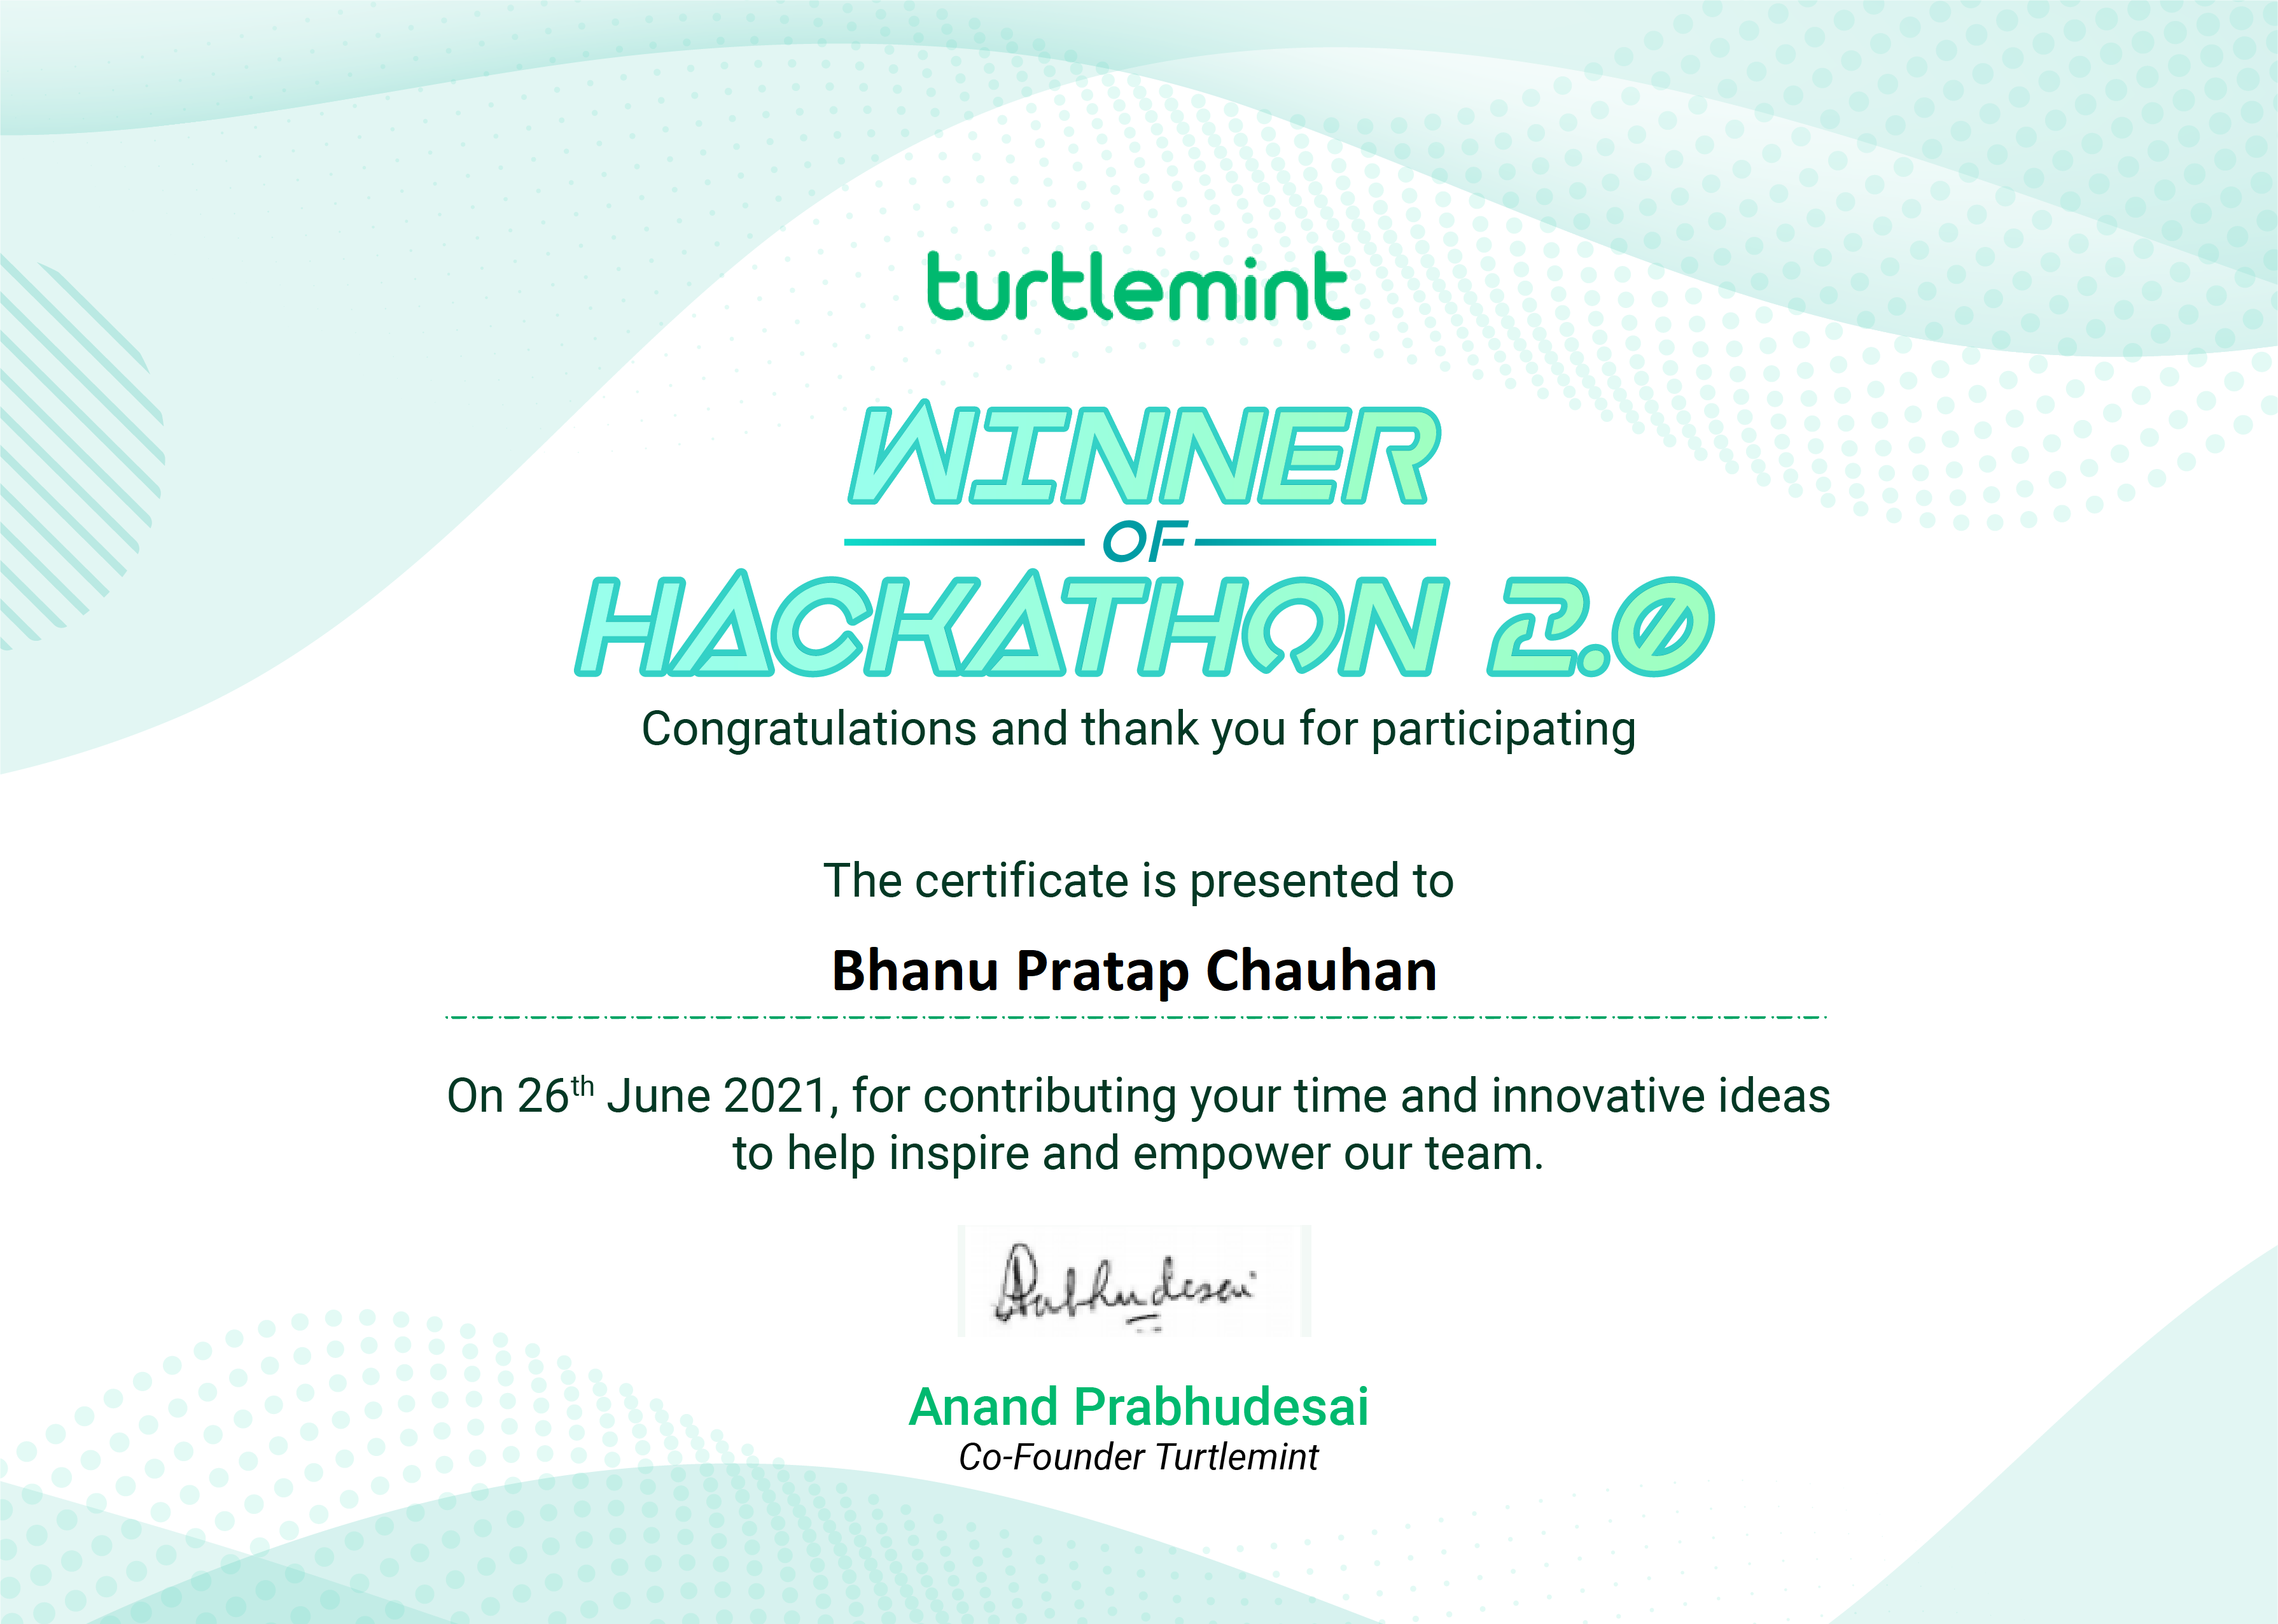 turtlemint
WINNER
OF
HACKATHON 2.0
Congratulations and thank you for participating
The certificate is presented to
Bhanu Pratap Chauhan
On 26th June 2021, for contributing your time and innovative ideas
to help inspire and empower our team.
Prabhudesai
Anand Prabhudesai
Co-Founder Turtlemint